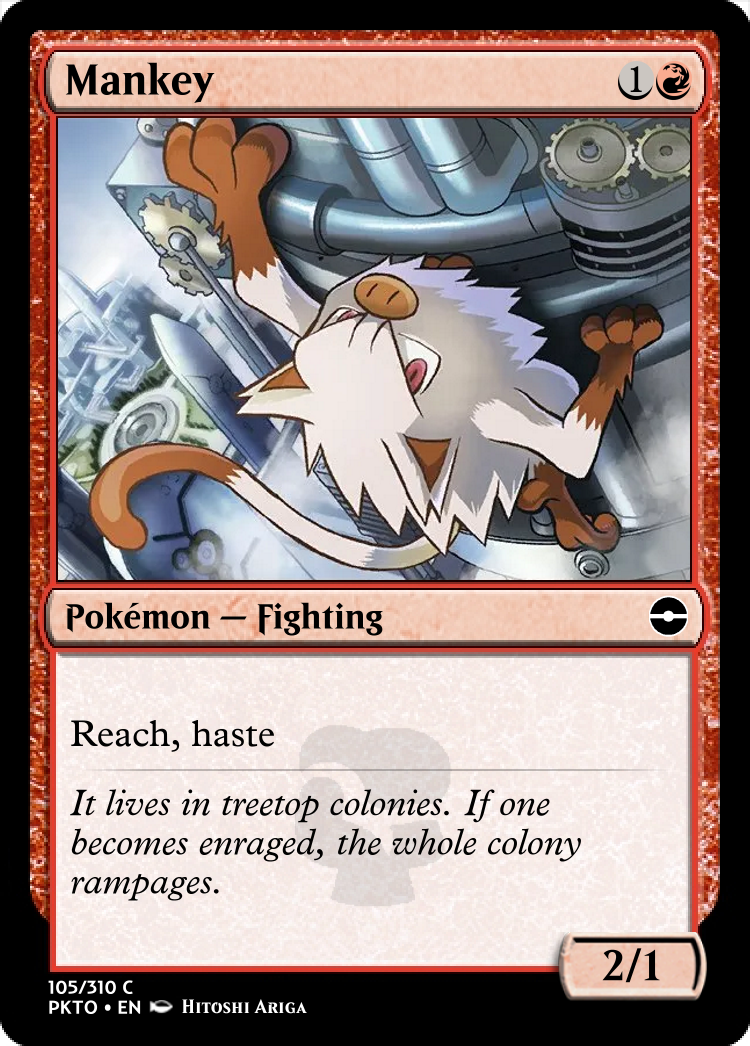 Mankey 1
Pokémon — Fighting
Reach, haste
It lives in treetop colonies. If one
becomes enraged, the whole colony
rampages.
2/1
105/310 C
PKTO • EN Hitoshi Ariga